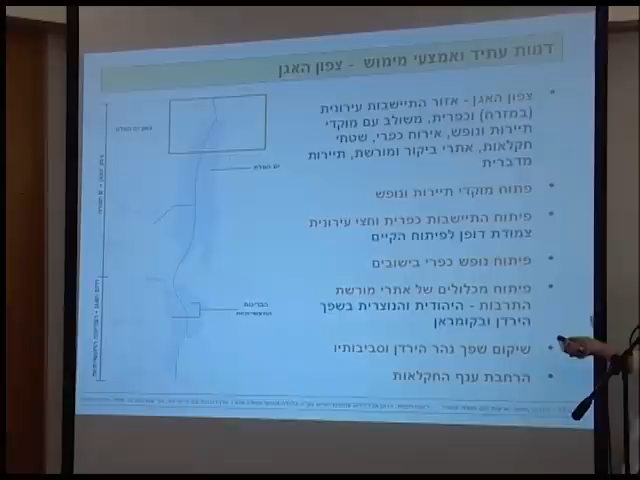 דמות עתיד ואמצעי מימוש - צפון האגן
צפון האגן - אזור התיישבות עירונית
(במזרח) וכפרית, משולב עם מוקדי
תיירות ונופש, אירוח כפרי, שטחי
חקלאות, אתרי ביקור ומורשת, תיירות
מדברית
פתוח מוקדי תיירות ונופש
פיתוח התיישבות כפרית וחצי עירונית
צמודת דופן לפיתוח הקיים
פיתוח נופש כפרי בישובים
פיתוח מכלולים של אתרי מורשת
התרבות - היהודית והנוצרית בשפך
הירדן ובקומראן
שיקום שפך נהר הירדן וסביבותיו
הרחבת ענף החקלאות
ים המלח